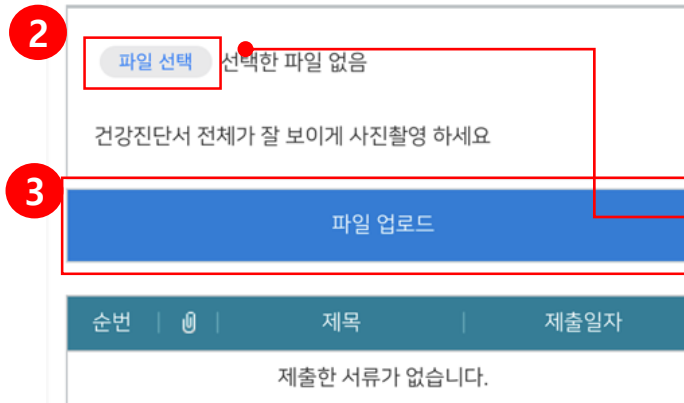 2
파일 선택 선택한 파일 없음
건강진단서 전체가 잘 보이게 사진촬영 하세요
3
파일 업로드
순번 제목 제출일자
제출한 서류가 없습니다.